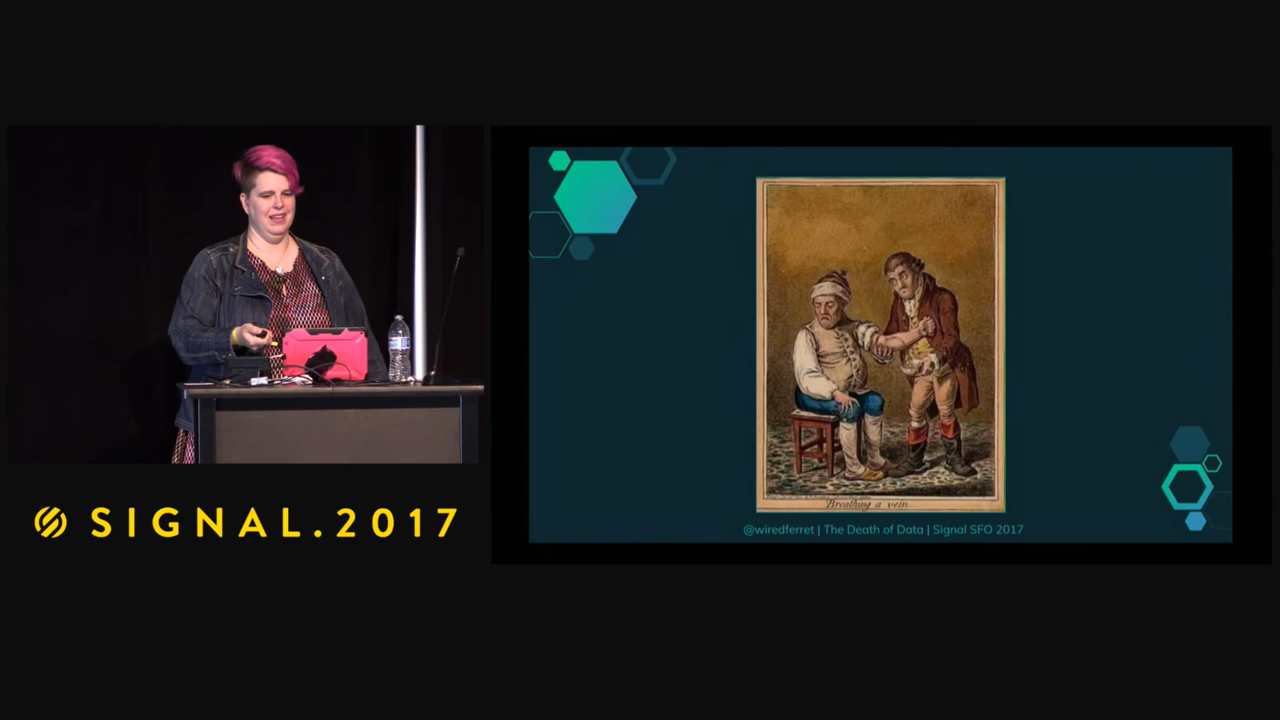 SIGNAL.2017
Breathing a vein
@wiredferret | The Death of Data | Signal SFO 2017